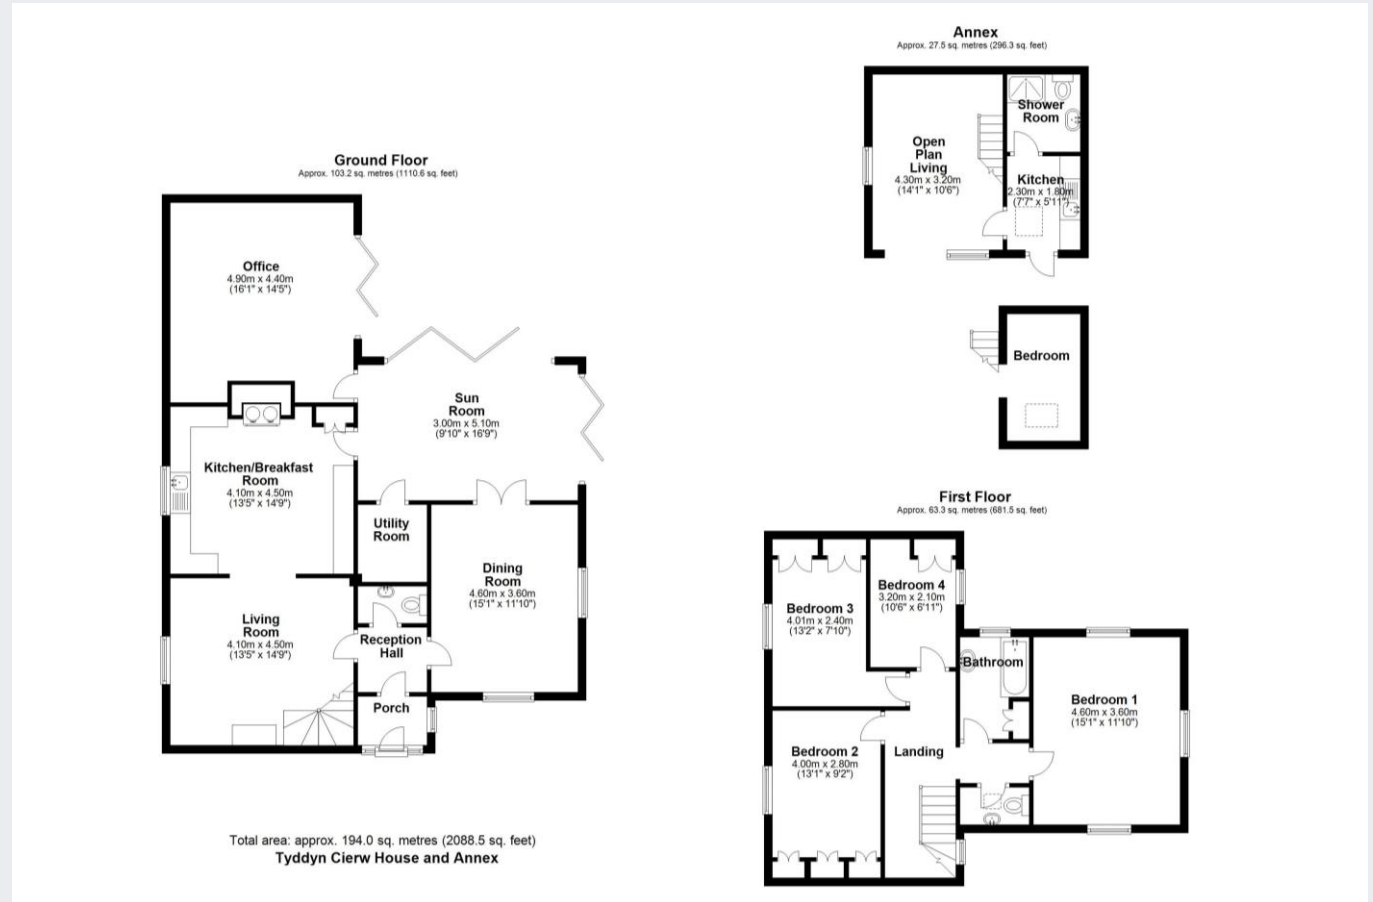 Annex
Approx. 27.5 sq. metres (296.3 sq. feet)
Shower
Room
Open
Plan
Living
4.30m x 3.20m
(14'1" x 10'6")
Kitchen
2.30m x 1.80m
(7'7" x 5'11")
Bedroom
Ground Floor
Approx. 103.2 sq. metres (1110.6 sq. feet)
Office
4.90m x 4.40m
(16'1" x 14'5")
Sun
Room
3.00m x 5.10m
(9'10" x 16'9")
Kitchen/Breakfast
Room
4.10m x 4.50m
(13'5" x 14'9")
Utility
Room
Dining
Room
4.60m x 3.60m
(15'1" x 11'10")
Living
Room
4.10m x 4.50m
(13'5" x 14'9")
Reception
Hall
Porch
First Floor
Approx. 63.3 sq. metres (681.5 sq. feet)
Bedroom 4
3.20m x 2.10m
(10'6" x 6'11")
Bedroom 3
4.01m x 2.40m
(13'2" x 7'10")
Bathroom
Bedroom 1
4.60m x 3.60m
(15'1" x 11'10")
Bedroom 2
4.00m x 2.80m
(13'1" x 9'2")
Landing
Total area: approx. 194.0 sq. metres (2088.5 sq. feet)
Tyddyn Cierw House and Annex